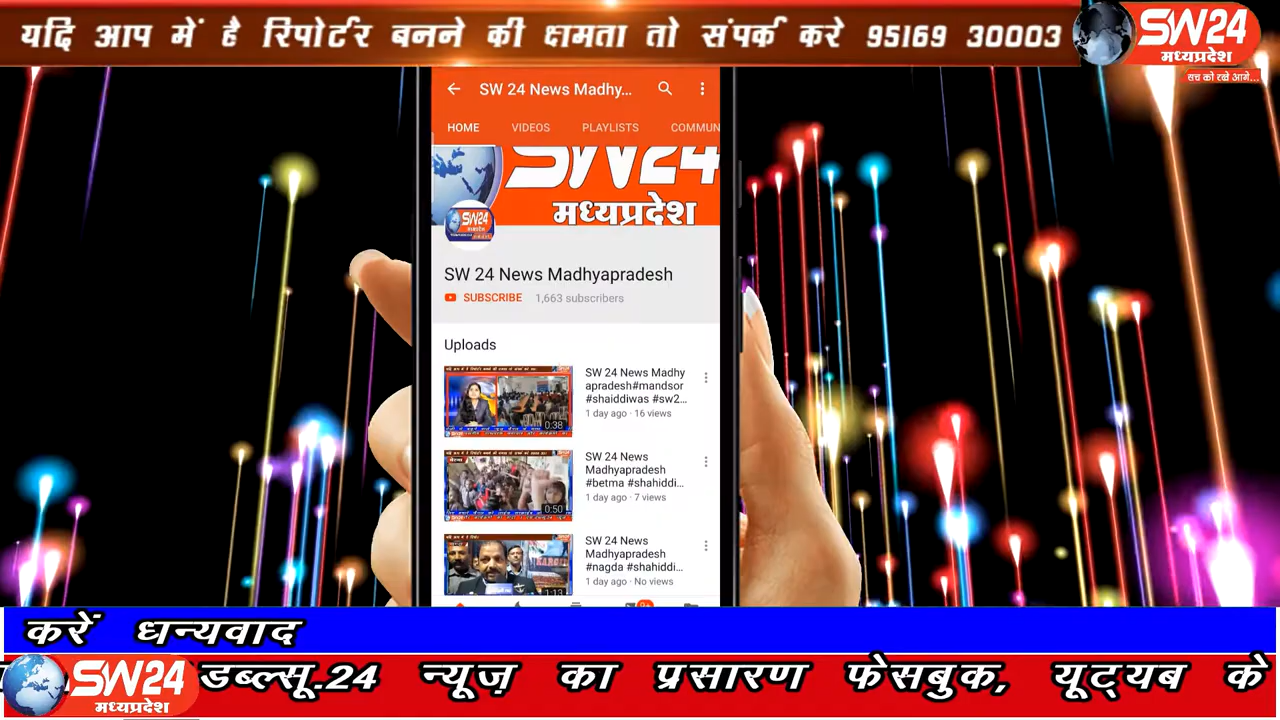 यदि आप में है रिपोर्टर बनने की क्षमता तो संपर्क करे 95169 30003
SW24
मध्यप्रदेश
सच को रखे आगे...
SW 24 News Madhy...
HOME VIDEOS PLAYLISTS COMMUN
SW24
मध्यप्रदेश
SW24
SW 24 News Madhyapradesh
SUBSCRIBE 1,663 subscribers
Uploads
SW 24 News Madhy
apradesh#mandsor
#shaiddiwas #sw2...
1 day ago · 16 views
0:38
SW 24 News
Madhyapradesh
#betma #shahiddi...
1 day ago · 7 views
0:50
SW 24 News
Madhyapradesh
#nagda #shahiddi...
1 day ago · No views
1:13
करें धन्यवाद
डब्ल्सू.24 न्यूज़ का प्रसारण फेसबुक, यूट्यब के
SW24
मध्यप्रदेश